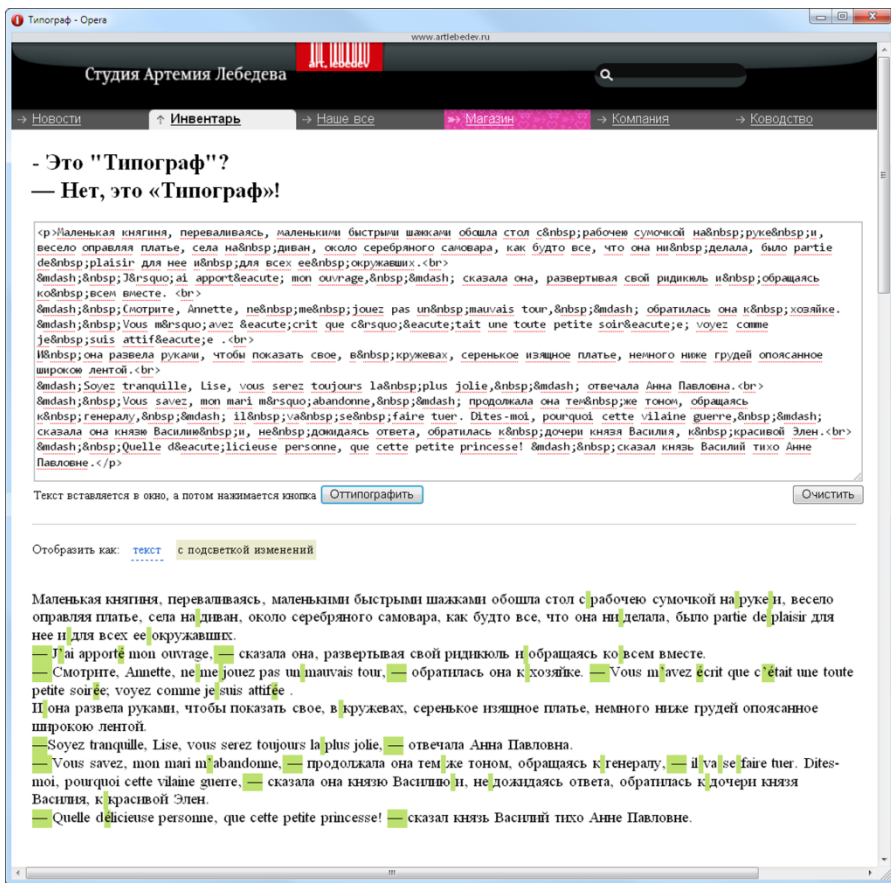 Типограф - Opera
www.artlebedev.ru
art. lebedev
Студия Артемия Лебедева
→ Новости ↑ Инвентарь → Наше все »→ Магазин → Компания → Ководство
- Это "Типограф"?
— Нет, это «Типограф»!
<p>Маленькая княгиня, переваливаясь, маленькими быстрыми шажками обошла стол с&nbsp;рабочею сумочкой на&nbsp;руке&nbsp;и,
весело оправляя платье, села на&nbsp;диван, около серебряного самовара, как будто все, что она ни&nbsp;делала, было partie
de&nbsp;plaisir для нее и&nbsp;для всех ее&nbsp;окружавших.<br>
&mdash;&nbsp;J&rsquo;ai apport&eacute; mon ouvrage,&nbsp;&mdash; сказала она, развертывая свой ридикюль и&nbsp;обращаясь
ко&nbsp;всем вместе. <br>
&mdash;&nbsp;Смотрите, Annette, ne&nbsp;me&nbsp;jouez pas un&nbsp;mauvais tour,&nbsp;&mdash; обратилась она к&nbsp;хозяйке.
&mdash;&nbsp;Vous m&rsquo;avez &eacute;crit que c&rsquo;&eacute;tait une toute petite soir&eacute;e; voyez comme
je&nbsp;suis attif&eacute;e .<br>
И&nbsp;она развела руками, чтобы показать свое, в&nbsp;кружевах, серенькое изящное платье, немного ниже грудей опоясанное
широкою лентой.<br>
&mdash;Soyez tranquille, Lise, vous serez toujours la&nbsp;plus jolie,&nbsp;&mdash; отвечала Анна Павловна.<br>
&mdash;&nbsp;Vous savez, mon mari m&rsquo;abandonne,&nbsp;&mdash; продолжала она тем&nbsp;же тоном, обращаясь
к&nbsp;генералу,&nbsp;&mdash; il&nbsp;va&nbsp;se&nbsp;faire tuer. Dites-moi, pourquoi cette vilaine guerre,&nbsp;&mdash;
сказала она князю Василию&nbsp;и, не&nbsp;дожидаясь ответа, обратилась к&nbsp;дочери князя Василия, к&nbsp;красивой Элен.<br>
&mdash;&nbsp;Quelle d&eacute;licieuse personne, que cette petite princesse! &mdash;&nbsp;сказал князь Василий тихо Анне
Павловне.</p>
Текст вставляется в окно, а потом нажимается кнопка Оттипографить Очистить
Отобразить как: текст с подсветкой изменений
Маленькая княгиня, переваливаясь, маленькими быстрыми шажками обошла стол с рабочею сумочкой на руке и, весело
оправляя платье, села на диван, около серебряного самовара, как будто все, что она ни делала, было partie de plaisir для
нее и для всех ее окружавших.
— J’ai apporté mon ouvrage, — сказала она, развертывая свой ридикюль и обращаясь ко всем вместе.
— Смотрите, Annette, ne me jouez pas un mauvais tour, — обратилась она к хозяйке. — Vous m’avez écrit que c’était une toute
petite soirée; voyez comme je suis attifée .
И она развела руками, чтобы показать свое, в кружевах, серенькое изящное платье, немного ниже грудей опоясанное
широкою лентой.
—Soyez tranquille, Lise, vous serez toujours la plus jolie, — отвечала Анна Павловна.
— Vous savez, mon mari m’abandonne, — продолжала она тем же тоном, обращаясь к генералу, — il va se faire tuer. Dites-
moi, pourquoi cette vilaine guerre, — сказала она князю Василию и, не дожидаясь ответа, обратилась к дочери князя
Василия, к красивой Элен.
— Quelle délicieuse personne, que cette petite princesse! — сказал князь Василий тихо Анне Павловне.